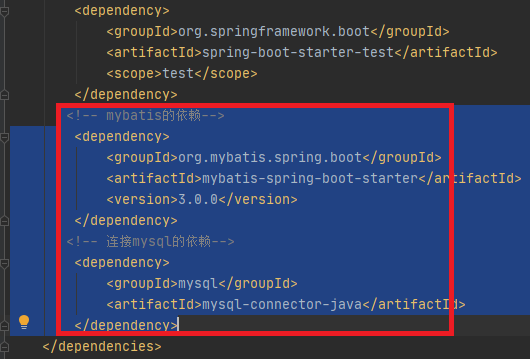 <dependency>
<groupId>org.springframework.boot</groupId>
<artifactId>spring-boot-starter-test</artifactId>
<scope>test</scope>
</dependency>
<!-- mybatis的依赖-->
<dependency>
<groupId>org.mybatis.spring.boot</groupId>
<artifactId>mybatis-spring-boot-starter</artifactId>
<version>3.0.0</version>
</dependency>
<!-- 连接mysql的依赖-->
<dependency>
<groupId>mysql</groupId>
<artifactId>mysql-connector-java</artifactId>
</dependency>
</dependencies>